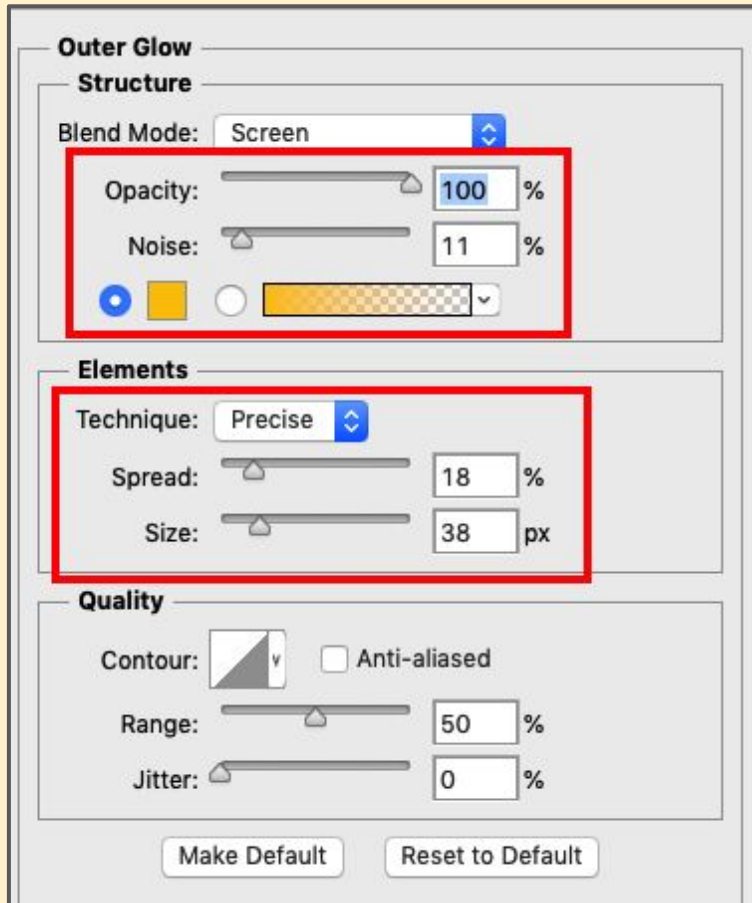 Outer Glow
Structure
Blend Mode: Screen
Opacity: 100 %
Noise: 11 %
Elements
Technique: Precise
Spread: 18 %
Size: 38 px
Quality
Contour: Anti-aliased
Range: 50 %
Jitter: 0 %
Make Default Reset to Default